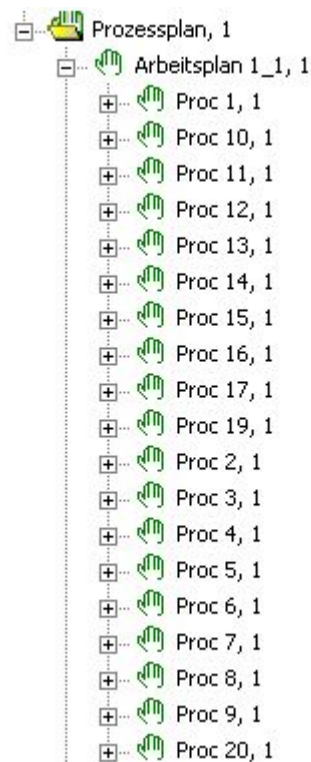 Prozessplan, 1
Arbeitsplan 1_1, 1
Proc 1, 1
Proc 10, 1
Proc 11, 1
Proc 12, 1
Proc 13, 1
Proc 14, 1
Proc 15, 1
Proc 16, 1
Proc 17, 1
Proc 19, 1
Proc 2, 1
Proc 3, 1
Proc 4, 1
Proc 5, 1
Proc 6, 1
Proc 7, 1
Proc 8, 1
Proc 9, 1
Proc 20, 1